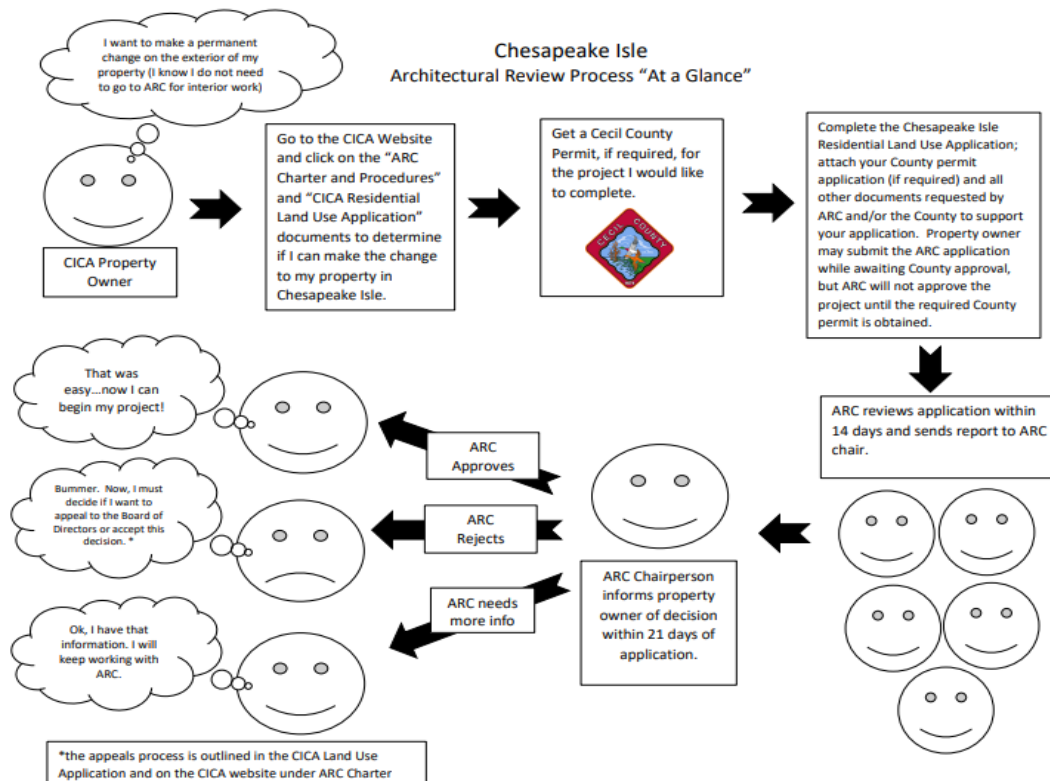 Chesapeake Isle
Architectural Review Process “At a Glance”
I want to make a permanent
change on the exterior of my
property (I know I do not need
to go to ARC for interior work)
CICA Property
Owner
Go to the CICA Website
and click on the “ARC
Charter and Procedures”
and “CICA Residential
Land Use Application”
documents to determine
if I can make the change
to my property in
Chesapeake Isle.
Get a Cecil County
Permit, if required, for
the project I would like
to complete.
CECIL COUNTY
Complete the Chesapeake Isle
Residential Land Use Application;
attach your County permit
application (if required) and all
other documents requested by
ARC and/or the County to support
your application.  Property owner
may submit the ARC application
while awaiting County approval,
but ARC will not approve the
project until the required County
permit is obtained.
ARC reviews application within
14 days and sends report to ARC
chair.
ARC Chairperson
informs property
owner of decision
within 21 days of
application.
ARC
Approves
That was
easy…now I can
begin my project!
ARC
Rejects
Bummer.  Now, I must
decide if I want to
appeal to the Board of
Directors or accept this
decision. *
ARC needs
more info
Ok, I have that
information. I will
keep working with
ARC.
*the appeals process is outlined in the CICA Land Use
Application and on the CICA website under ARC Charter